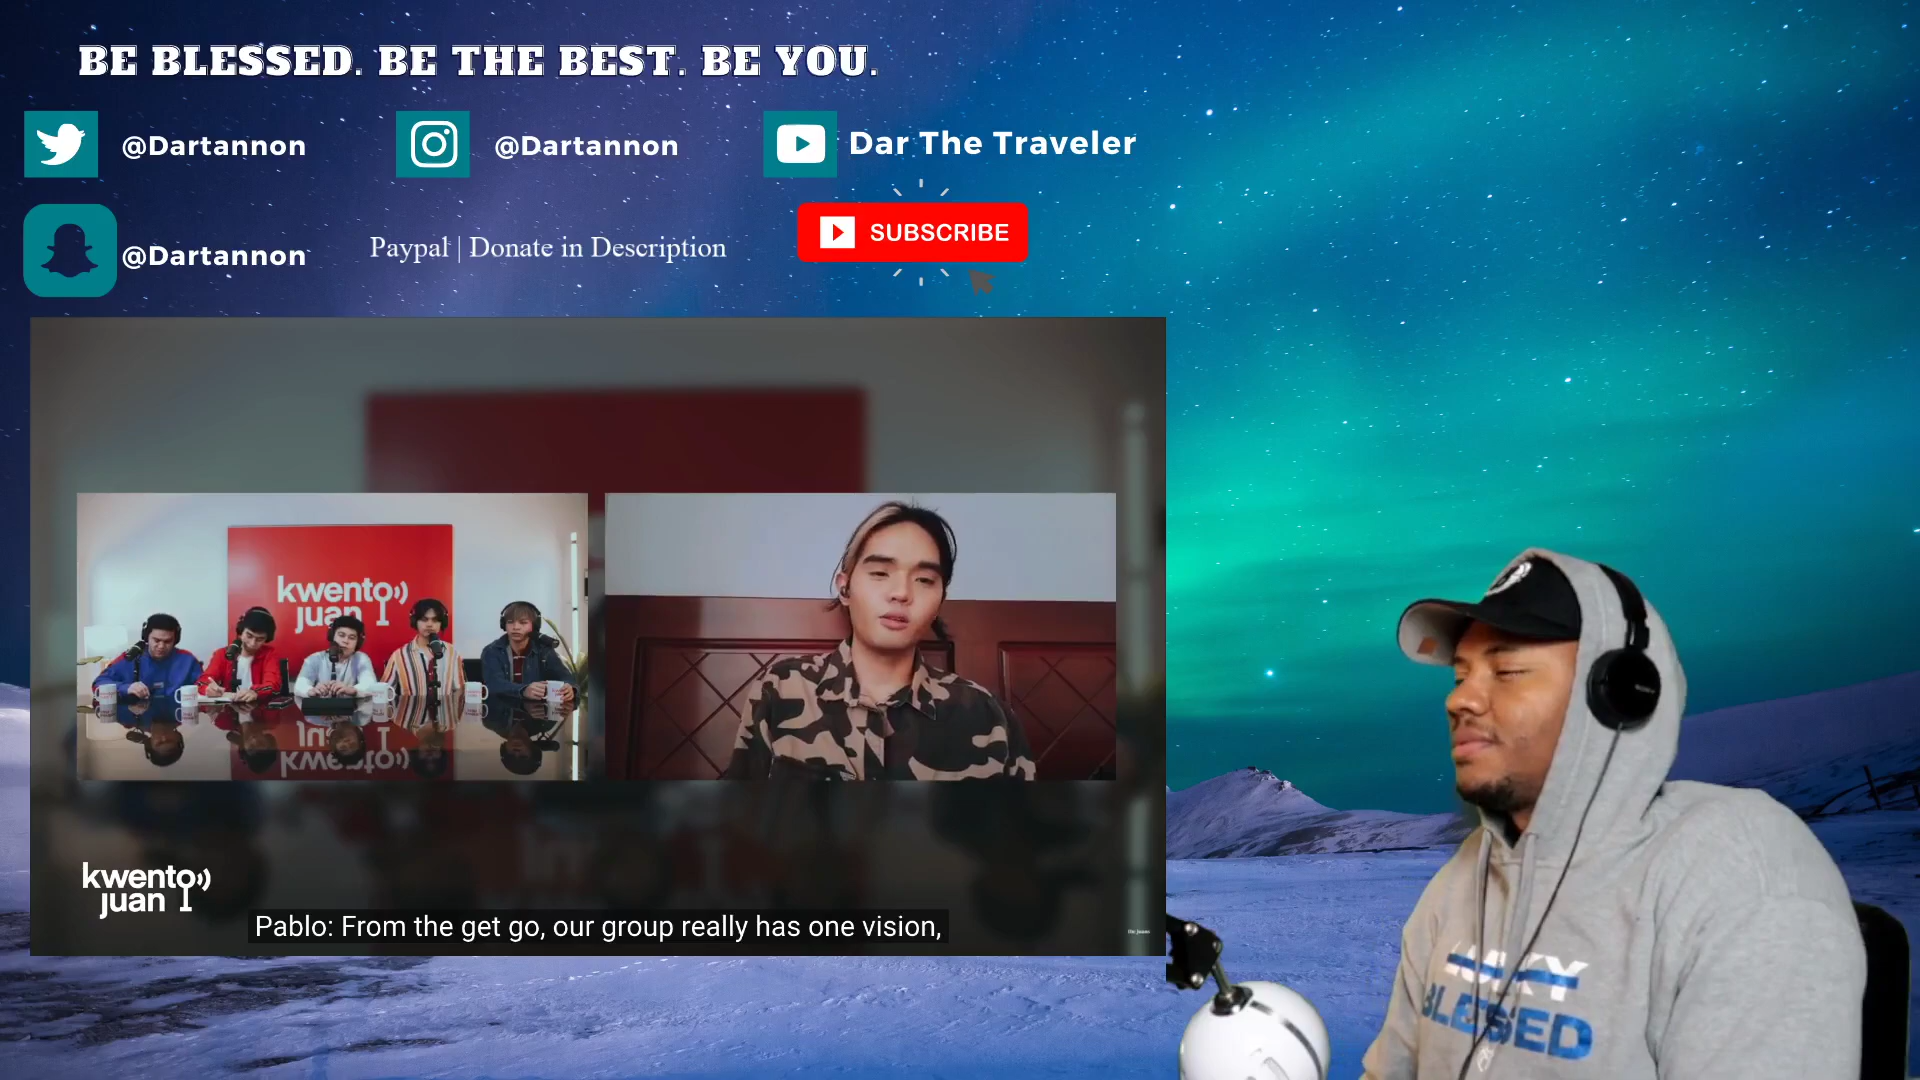 BE BLESSED. BE THE BEST. BE YOU.
@Dartannon
@Dartannon
Dar The Traveler
@Dartannon
Paypal | Donate in Description
SUBSCRIBE
kwento
juan
kwento
juan
Pablo: From the get go, our group really has one vision,
BLESSED